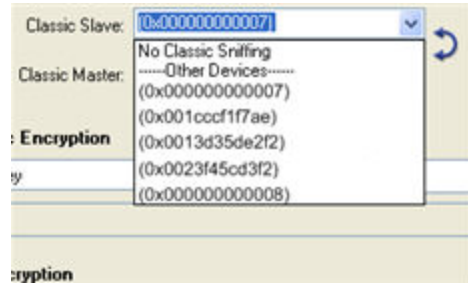 Classic Slave: (0x000000000007)
No Classic Sniffing
------Other Devices------
Classic Master:
(0x000000000007)
(0x001cccf1f7ae)
c Encryption
(0x0013d35de2f2)
(0x0023f45cd3f2)
ey
(0x000000000008)
cryption